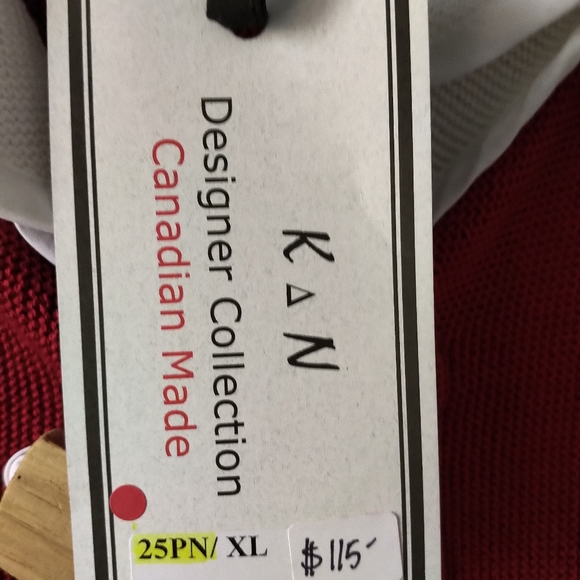 K Δ N
Designer Collection
Canadian Made
25PN/ XL
$115